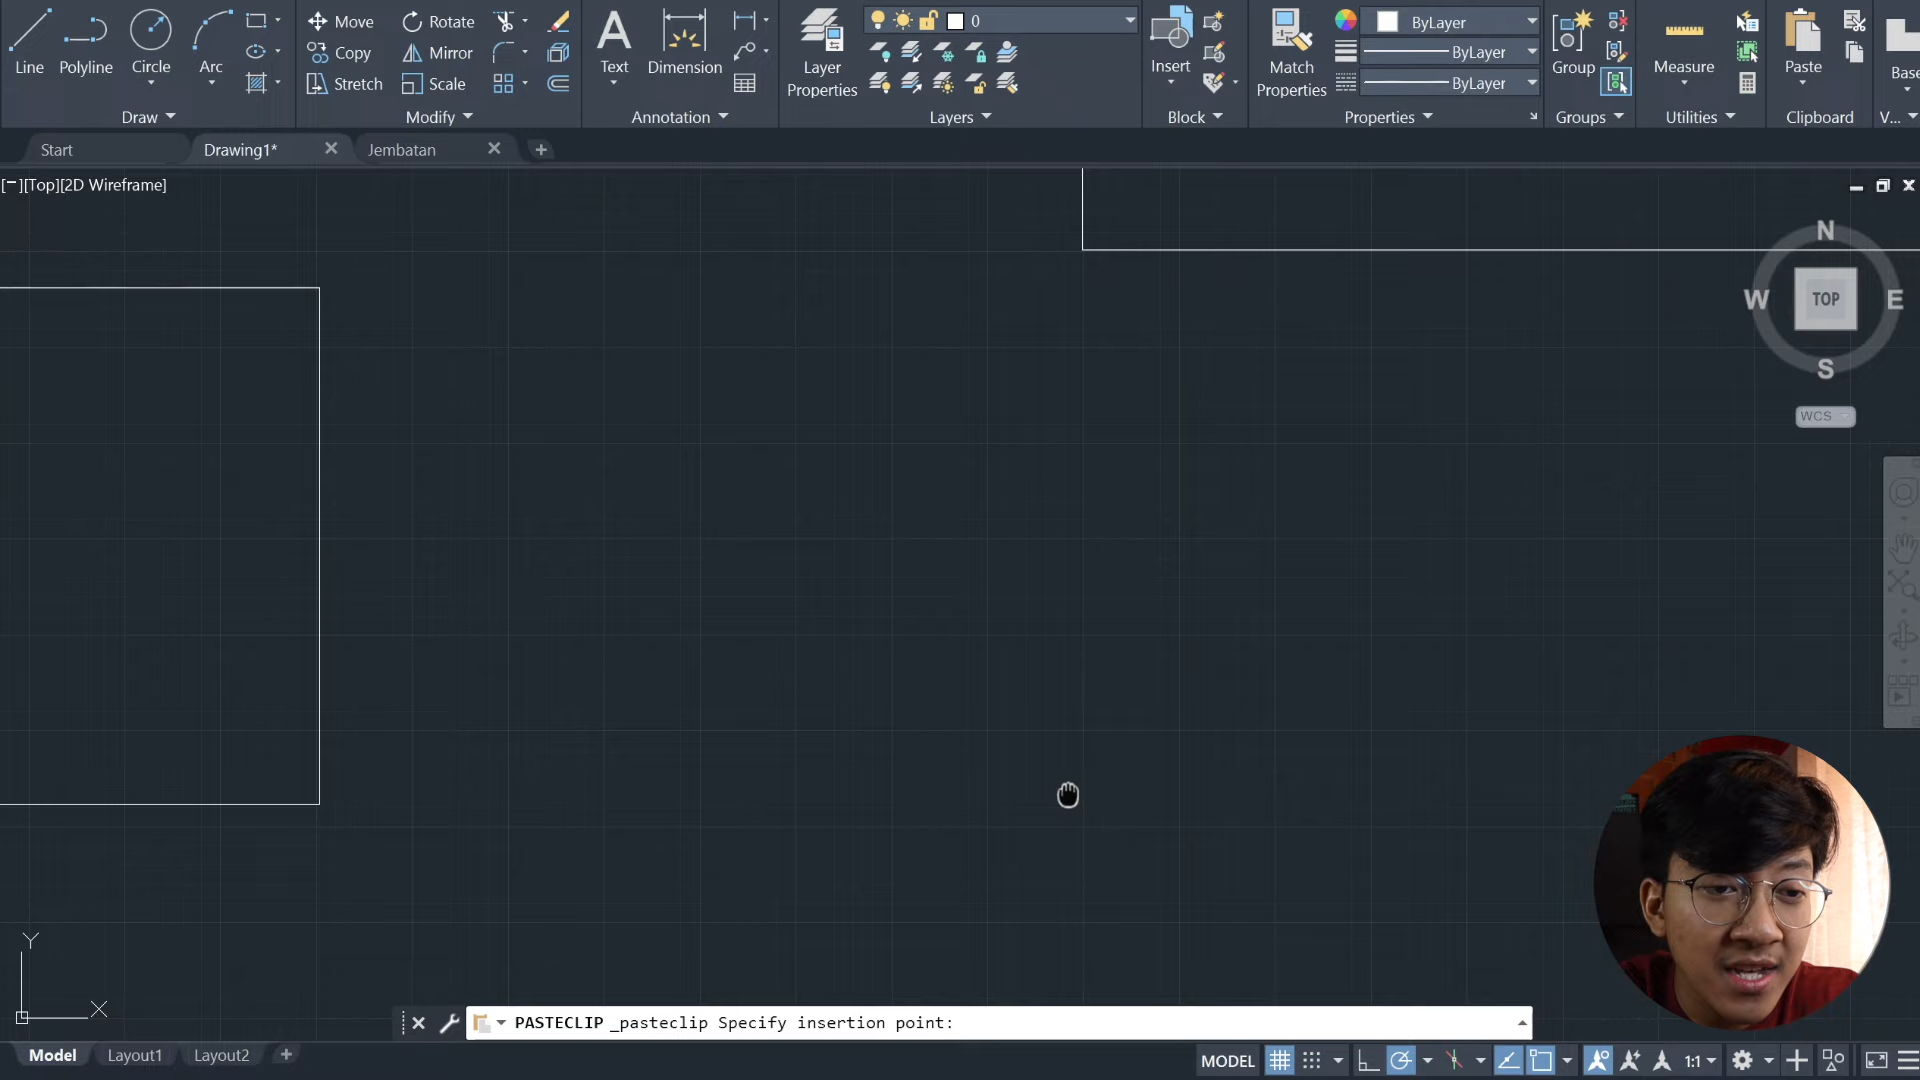 Line
Polyline
Circle
Arc
Draw
Move
Copy
Stretch
Rotate
Mirror
Scale
Modify
A
Text
Dimension
Annotation
Layer
Properties
0
Layers
Insert
Block
Match
Properties
ByLayer
ByLayer
ByLayer
Properties
Group
Groups
Measure
Utilities
Paste
Clipboard
Base
V...
Start
Drawing1*
Jembatan
[−][Top][2D Wireframe]
N
W
TOP
E
S
WCS
Y
X
PASTECLIP _pasteclip Specify insertion point:
Model
Layout1
Layout2
MODEL
1:1